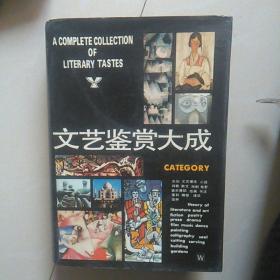 A COMPLETE COLLECTION
OF
LITERARY TASTES
Y
文艺鉴赏大成
CATEGORY
theory of
literature and art
fiction poetry
prose drama
film music dance
painting
calligraphy seal
cutting carving
building
gardens
W